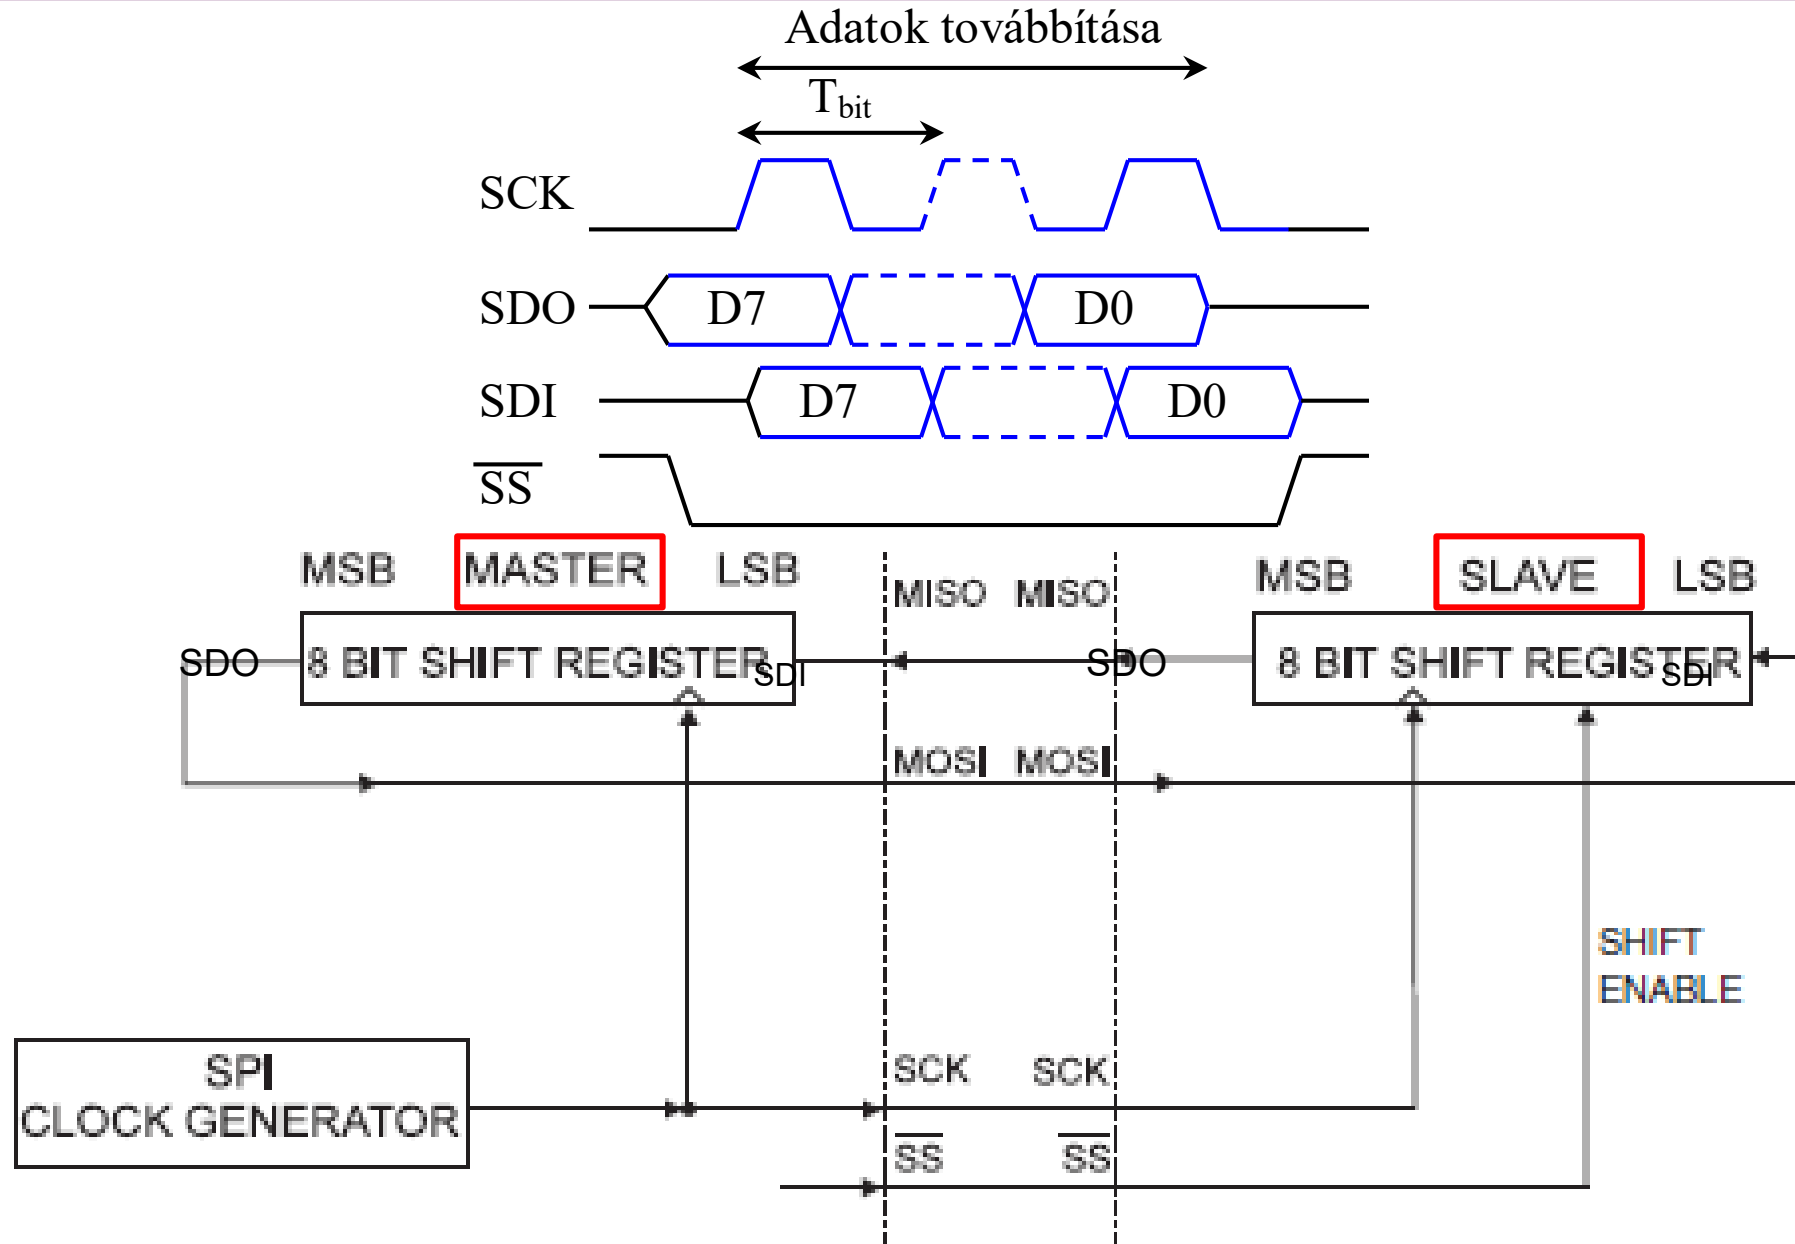 Adatok továbbítása
Tbit
SCK
SDO D7 D0
SDI D7 D0
SS
MSB MASTER LSB MISO MISO MSB SLAVE LSB
SDO 8 BIT SHIFT REGISTER SDI SDO 8 BIT SHIFT REGISTER SDI
MOSI MOSI
SHIFT
ENABLE
SPI
CLOCK GENERATOR
SCK SCK
SS SS